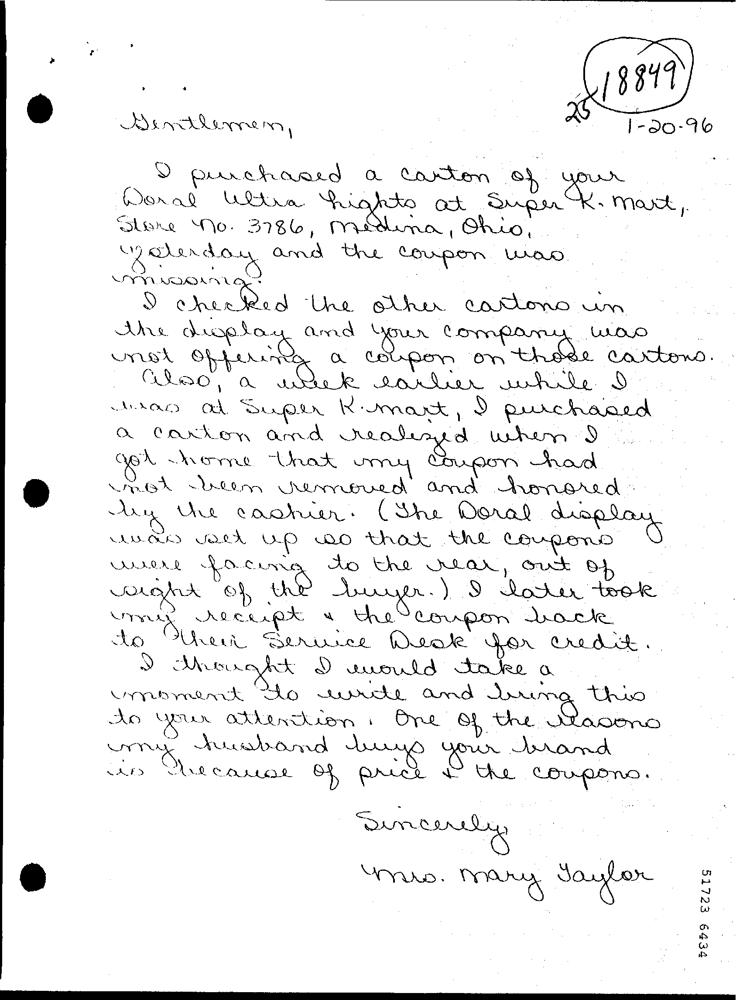 18849
25
1-20-96
Gentlemen,
I purchased a carton of your
Doral Ultra Lights at Super K-Mart,
Store No. 3786, Medina, Ohio,
yesterday and the coupon was
missing.
I checked the other cartons in
the display and your company was
not offering a coupon on those cartons.
Also, a week earlier while I
was at Super K-mart, I purchased
a carton and realized when I
got home that my coupon had
not been removed and honored
by the cashier. (The Doral display
was set up so that the coupons
were facing to the rear, out of
sight of the buyer.) I later took
my receipt & the coupon back
to their Service Desk for credit.
I thought I would take a
moment to write and bring this
to your attention. One of the reasons
my husband buys your brand
is because of price & the coupons.
Sincerely,
Mrs. Mary Taylor
51723 6434